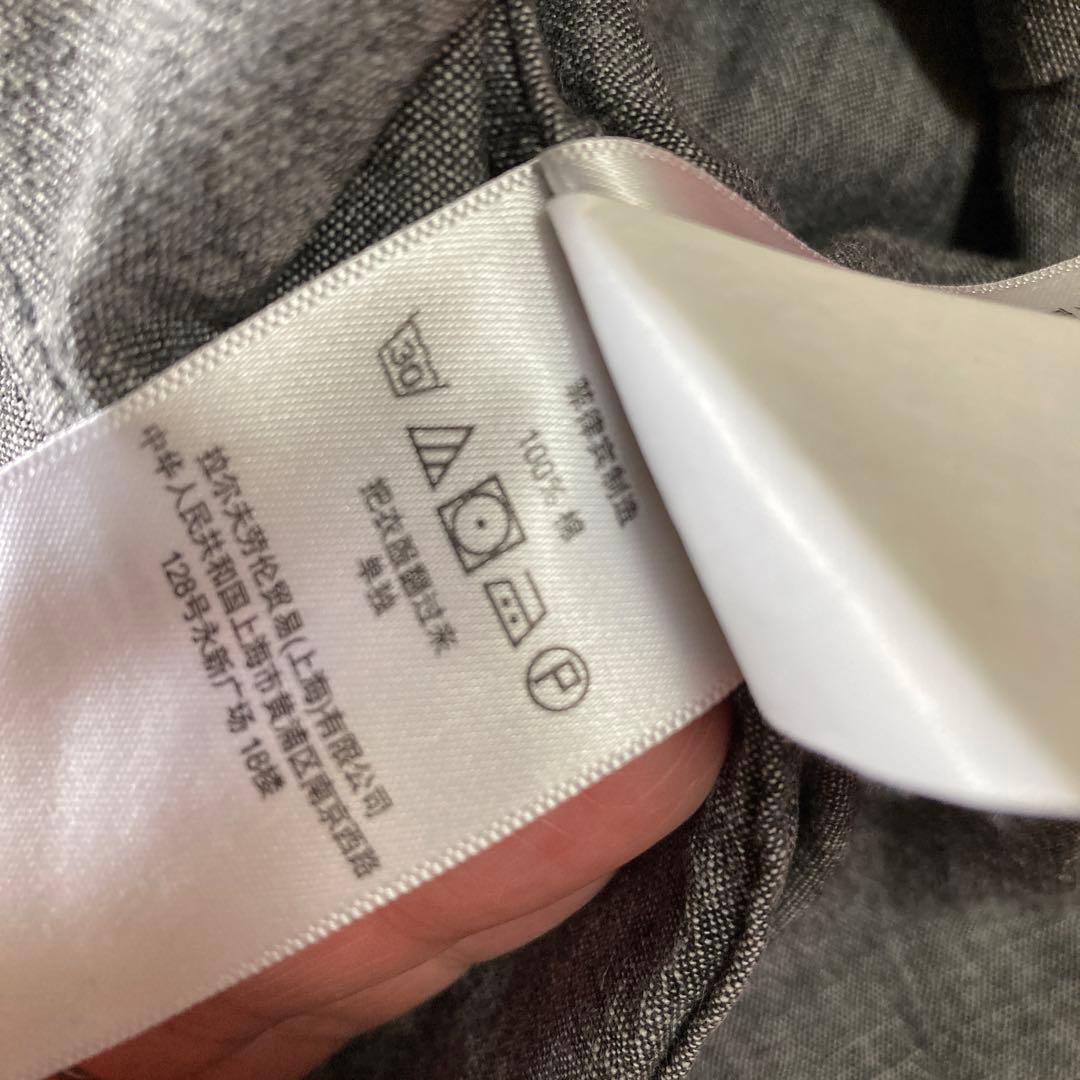 菲律宾制造
100% 棉
30
P
把衣服翻过来
单独
拉尔夫劳伦贸易(上海)有限公司
中华人民共和国上海市黄浦区南京西路
128号永新广场 18楼